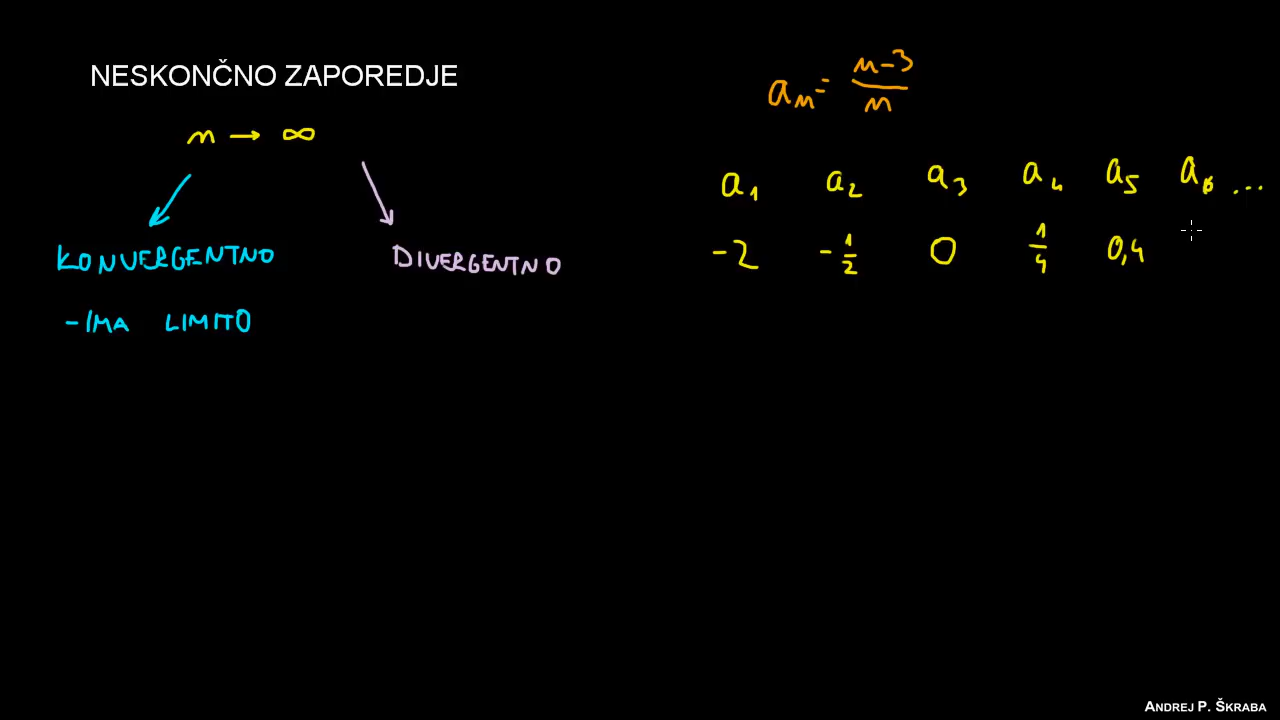 NESKONČNO ZAPOREDJE
n → ∞
KONVERGENTNO
DIVERGENTNO
- IMA LIMITO
aₙ = (n-3)/n
a₁ a₂ a₃ a₄ a₅ a₆ ...
-2 -1/2 0 1/4 0,4
ANDREJ P. ŠKRABA